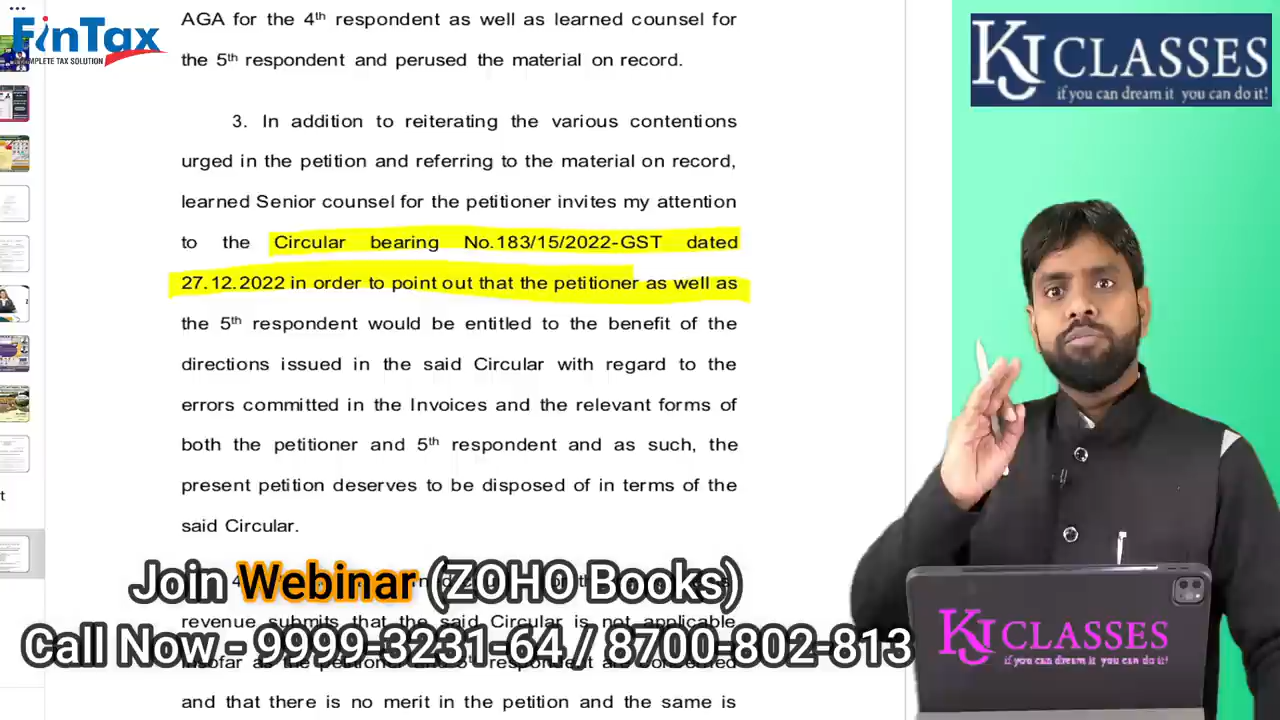 FinTax
COMPLETE TAX SOLUTION
AGA for the 4th respondent as well as learned counsel for
the 5th respondent and perused the material on record.
3. In addition to reiterating the various contentions
urged in the petition and referring to the material on record,
learned Senior counsel for the petitioner invites my attention
to the Circular bearing No.183/15/2022-GST dated
27.12.2022 in order to point out that the petitioner as well as
the 5th respondent would be entitled to the benefit of the
directions issued in the said Circular with regard to the
errors committed in the Invoices and the relevant forms of
both the petitioner and 5th respondent and as such, the
present petition deserves to be disposed of in terms of the
said Circular.
revenue submits that the said Circular is not applicable
insofar as the petitioner and 5th respondent are concerned
and that there is no merit in the petition and the same is
Join Webinar (ZOHO Books)
Call Now - 9999-3231-64 / 8700-802-813
KJ CLASSES
if you can dream it you can do it!
KJ CLASSES
if you can dream it you can do it!